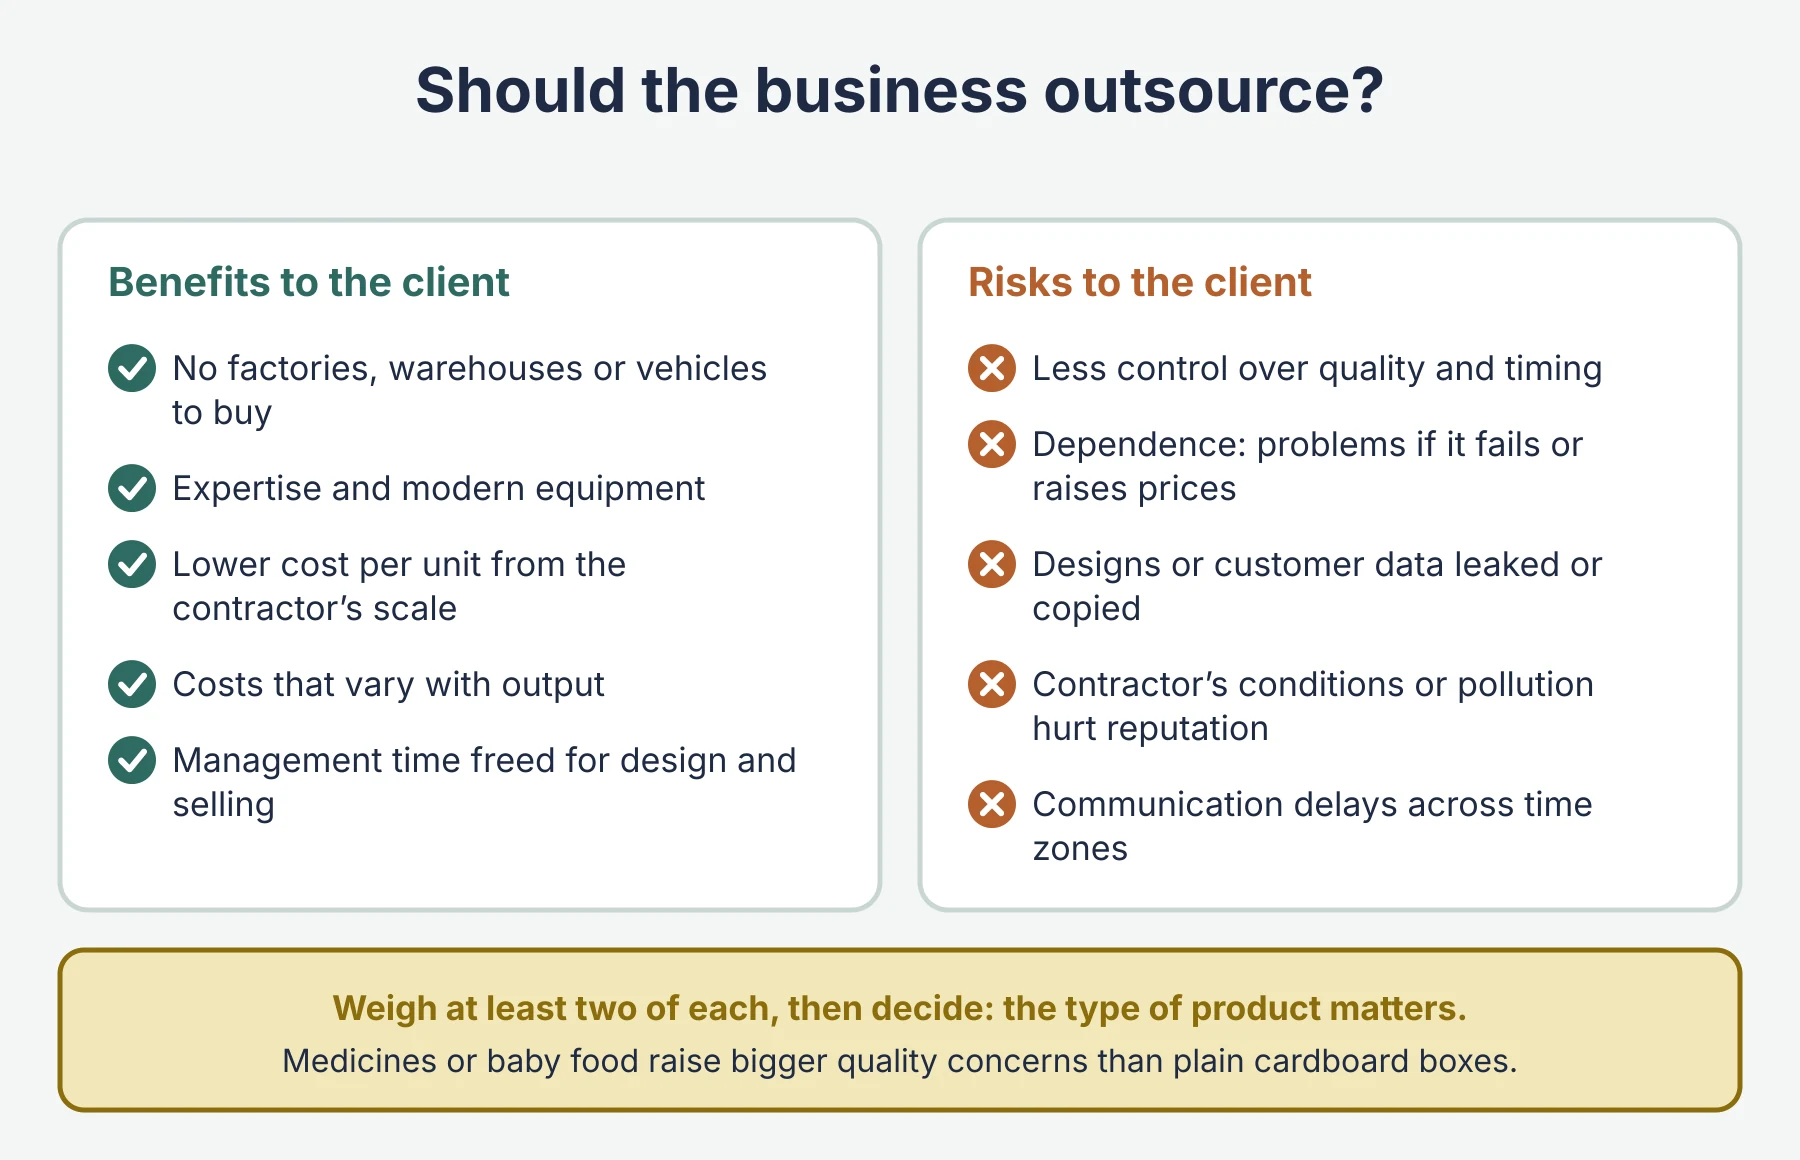 Should the business outsource?
Benefits to the client
No factories, warehouses or vehicles
to buy
Expertise and modern equipment
Lower cost per unit from the
contractor’s scale
Costs that vary with output
Management time freed for design and
selling
Risks to the client
Less control over quality and timing
Dependence: problems if it fails or
raises prices
Designs or customer data leaked or
copied
Contractor’s conditions or pollution
hurt reputation
Communication delays across time
zones
Weigh at least two of each, then decide: the type of product matters.
Medicines or baby food raise bigger quality concerns than plain cardboard boxes.